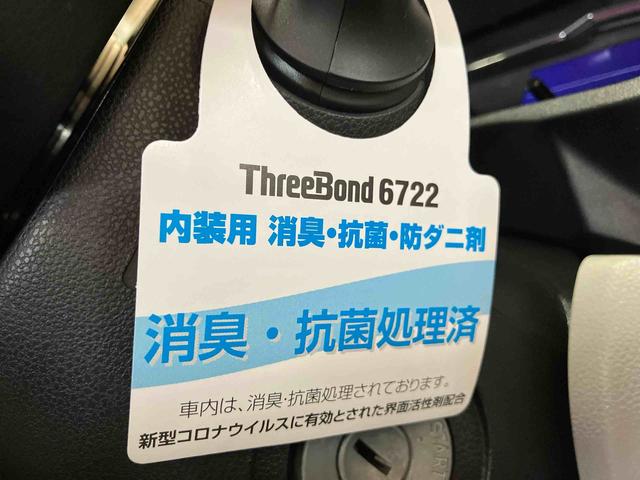 ThreeBond 6722
内装用 消臭・抗菌・防ダニ剤
消臭・抗菌処理済
車内は、消臭・抗菌処理されております。
新型コロナウイルスに有効とされた界面活性剤配合
START